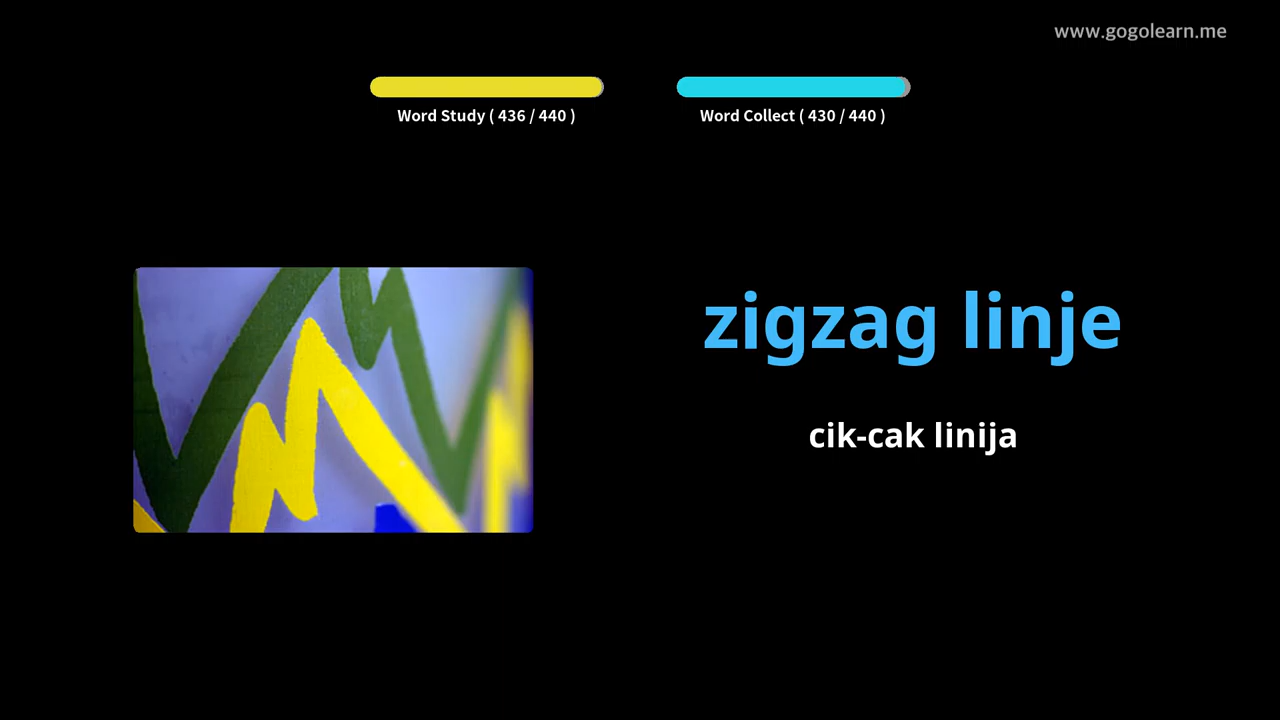 www.gogolearn.me
Word Study ( 436 / 440 )
Word Collect ( 430 / 440 )
zigzag linje
cik-cak linija